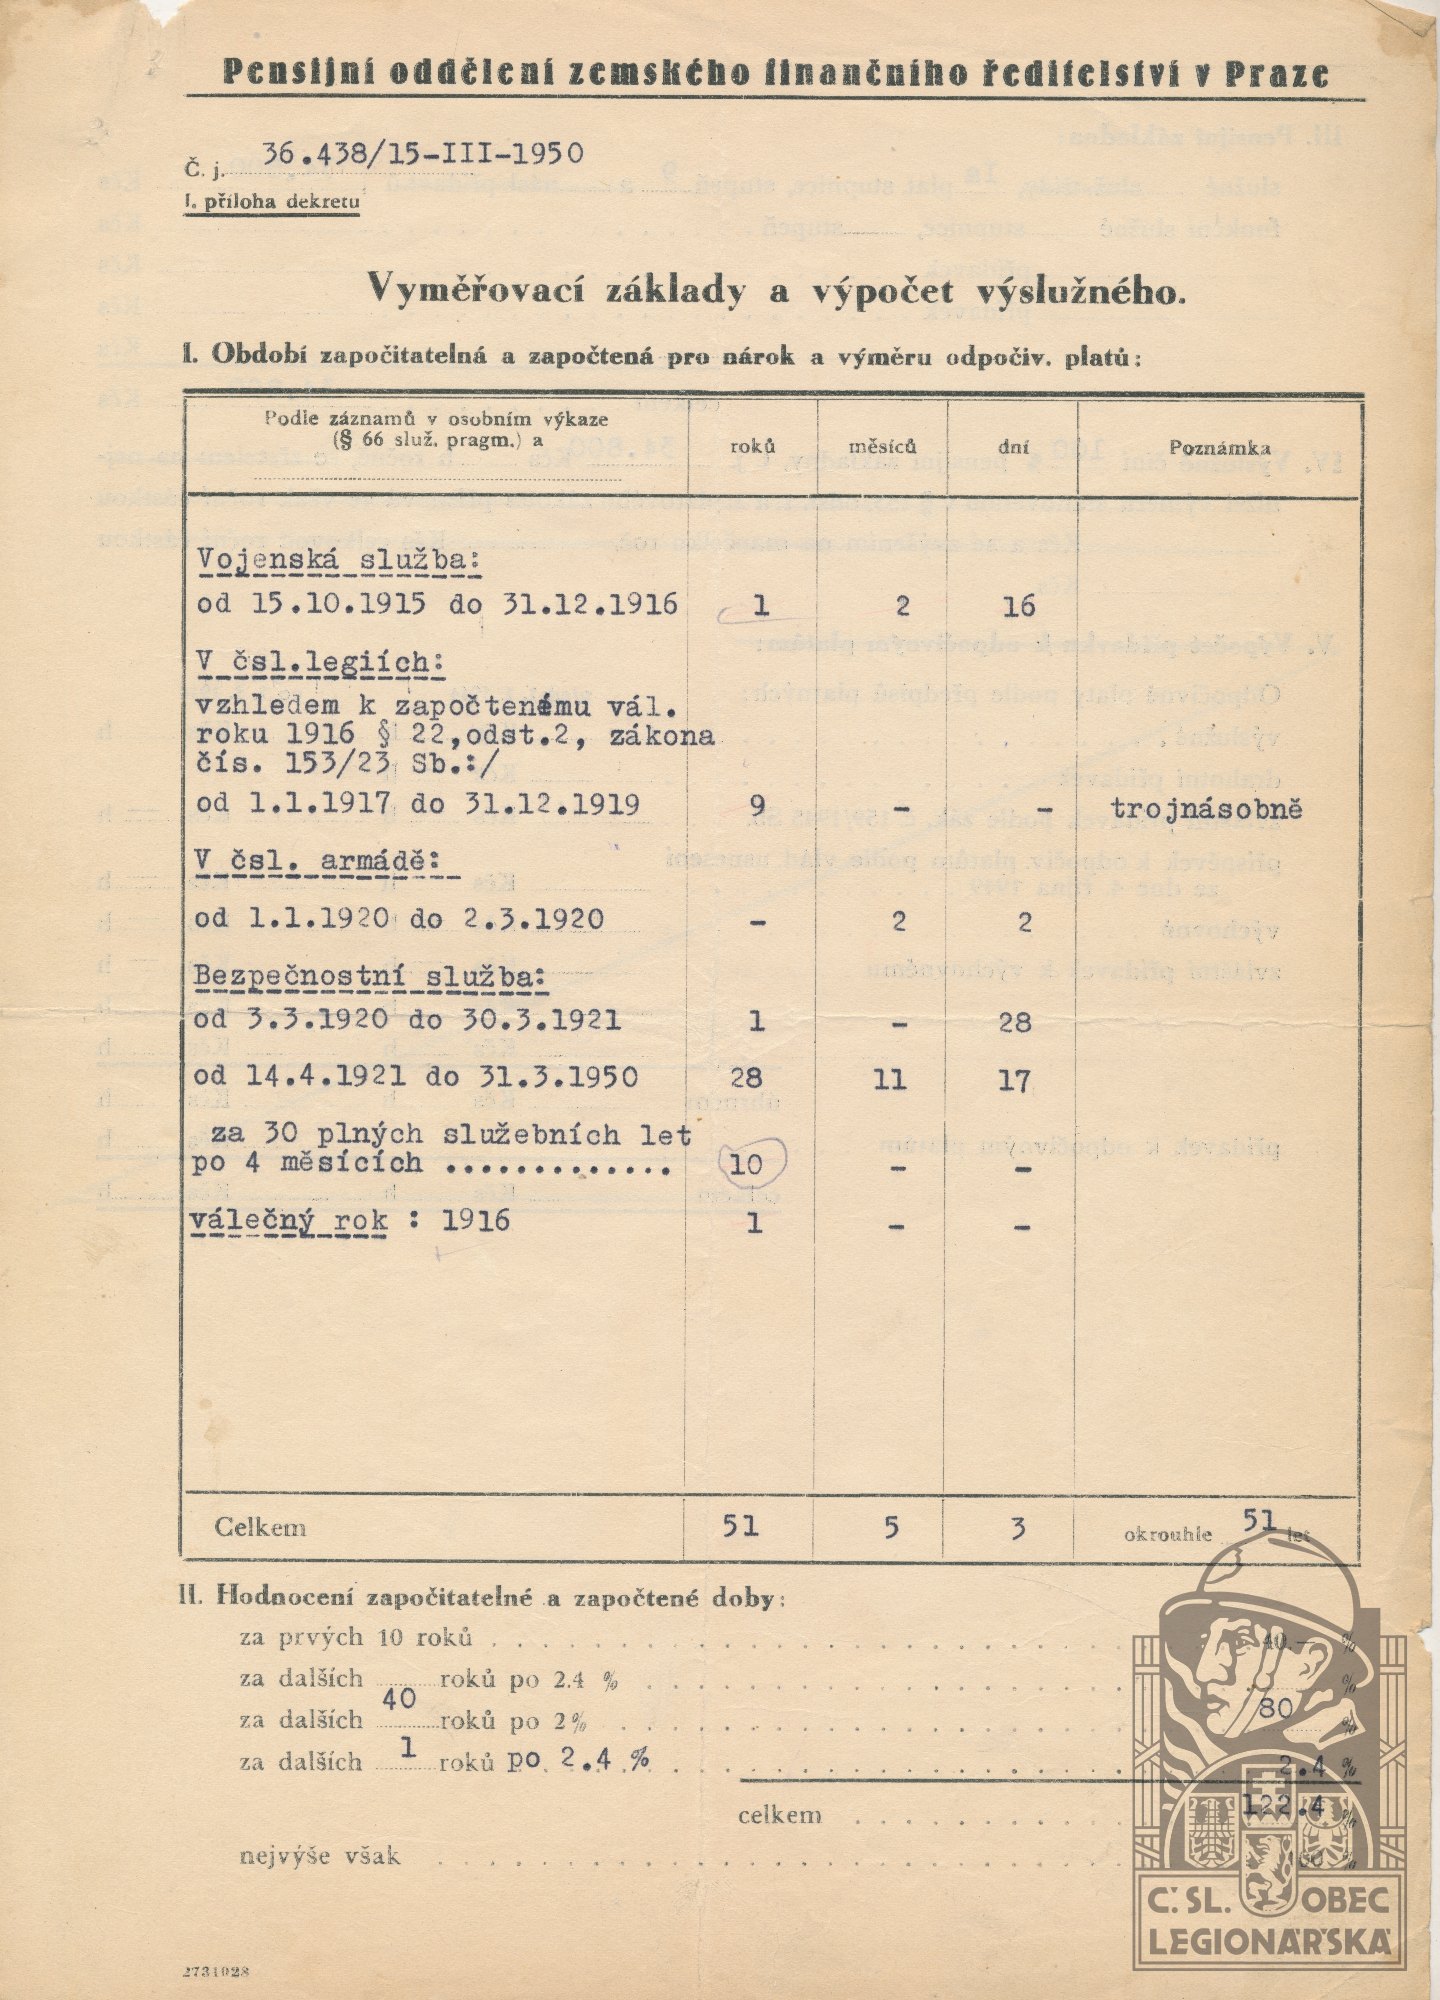 Pensijní oddělení zemského finančního ředitelství v Praze
Č. j. 36.438/15-III-1950
I. příloha dekretu
Vyměřovací základy a výpočet výslužného.
I. Období započitatelná a započtená pro nárok a výměru odpočiv. platů:
Podle záznamů v osobním výkaze
(§ 66 služ. pragm.) a
roků měsíců dní Poznámka
Vojenská služba:
od 15.10.1915 do 31.12.1916 1 2 16
V čsl.legiích:
vzhledem k započtenému vál.
roku 1916 § 22,odst.2, zákona
čís. 153/23 Sb.:/
od 1.1.1917 do 31.12.1919 9 - - trojnásobně
V čsl. armádě:
od 1.1.1920 do 2.3.1920 - 2 2
Bezpečnostní služba:
od 3.3.1920 do 30.3.1921 1 - 28
od 14.4.1921 do 31.3.1950 28 11 17
za 30 plných služebních let
po 4 měsících ............. 10 - -
válečný rok : 1916 1 - -
Celkem 51 5 3 okrouhle 51 let
II. Hodnocení započitatelné a započtené doby:
za prvých 10 roků 40.— %
za dalších roků po 2.4 % %
za dalších 40 roků po 2% 80 %
za dalších 1 roků po 2.4 % 2.4 %
celkem 122.4 %
nejvýše však %
2731028
Č.SL. OBEC
LEGIONÁŘSKÁ